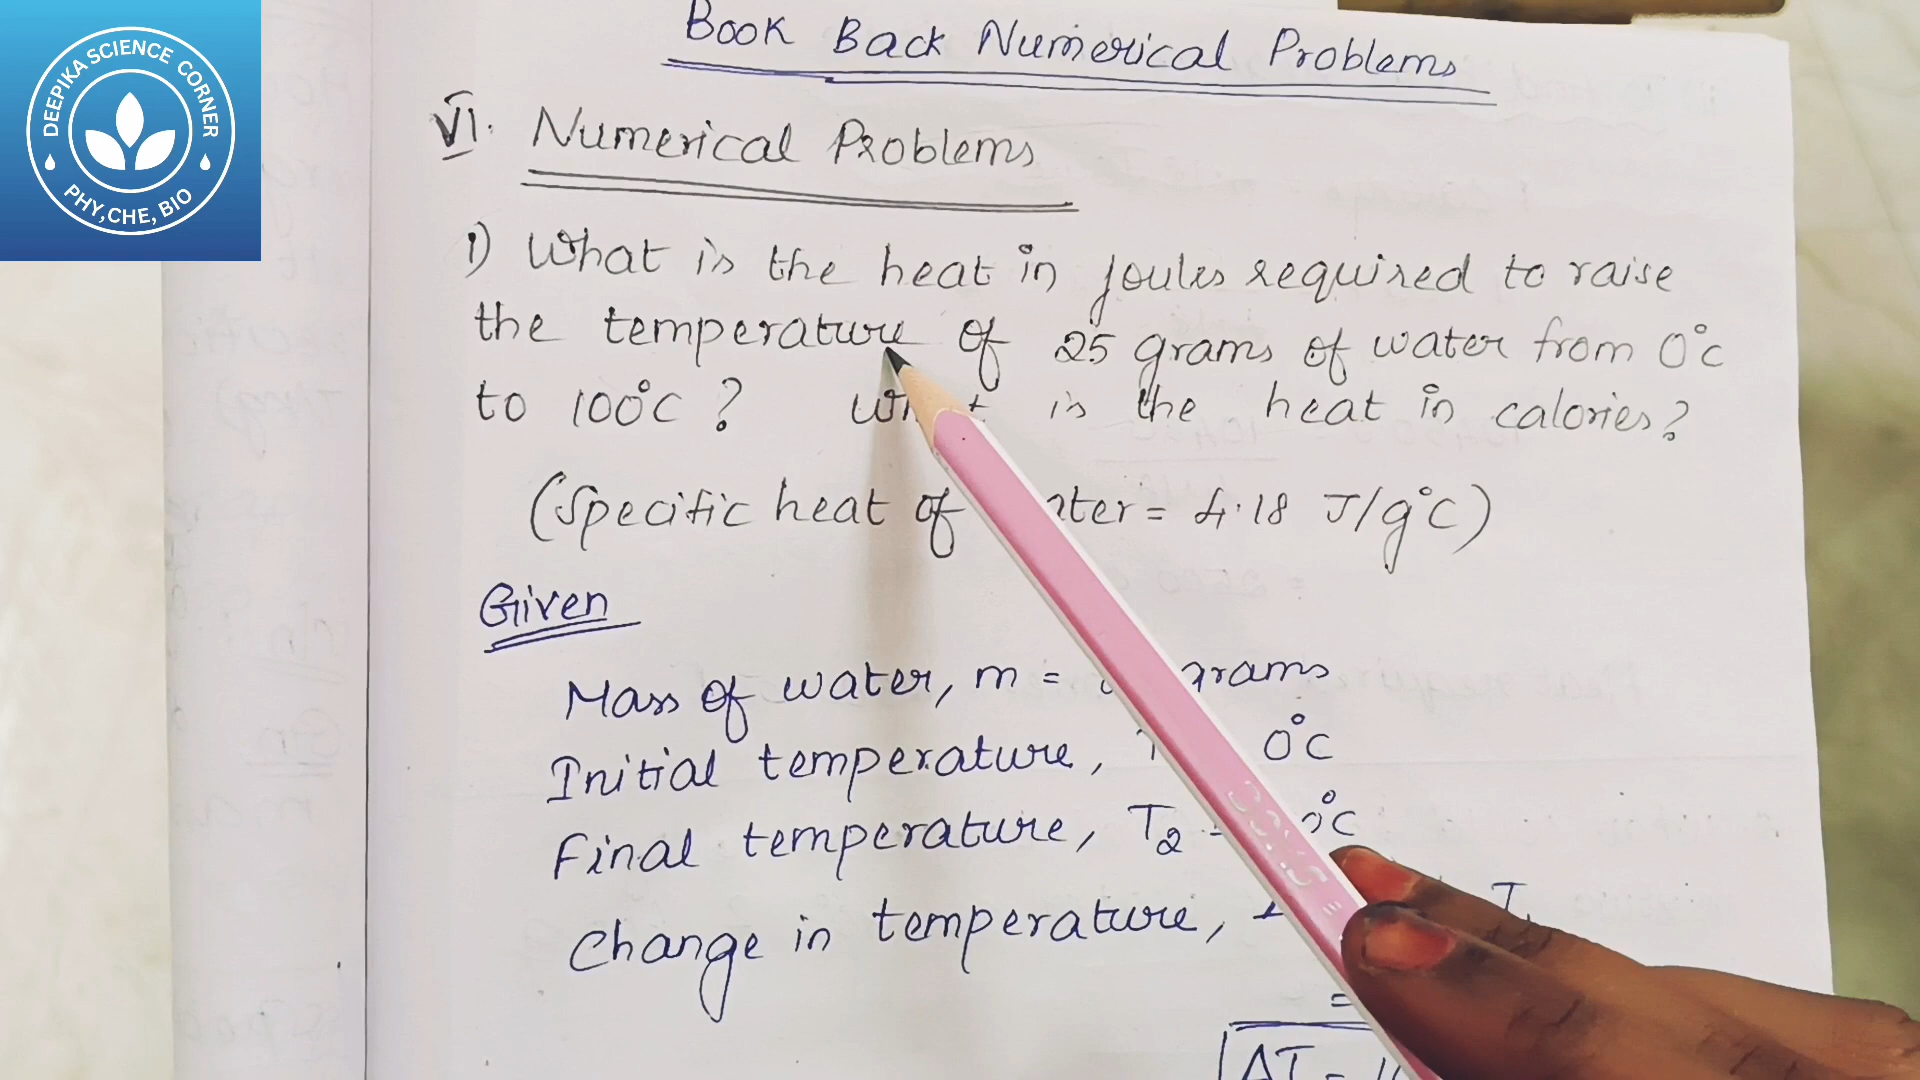 DEEPIKA SCIENCE CORNER
PHY,CHE, BIO
Book Back Numerical Problems
VI. Numerical Problems
1) What is the heat in joules required to raise
the temperature of 25 grams of water from 0°c
to 100°C ? is the heat in calories?
(Specific heat of = 4.18 J/g°C)
Given
Mass of water, m = grams
Initial temperature, 0°C
Final temperature, T2
Change in temperature,
=
ΔT =